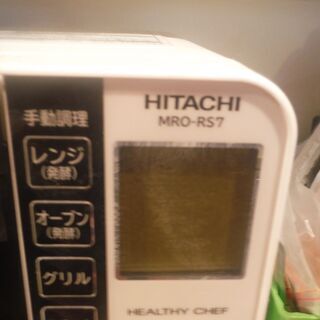 HITACHI
MRO-RS7
手動調理
レンジ
(発酵)
オーブン
(発酵)
グリル
HEALTHY CHEF